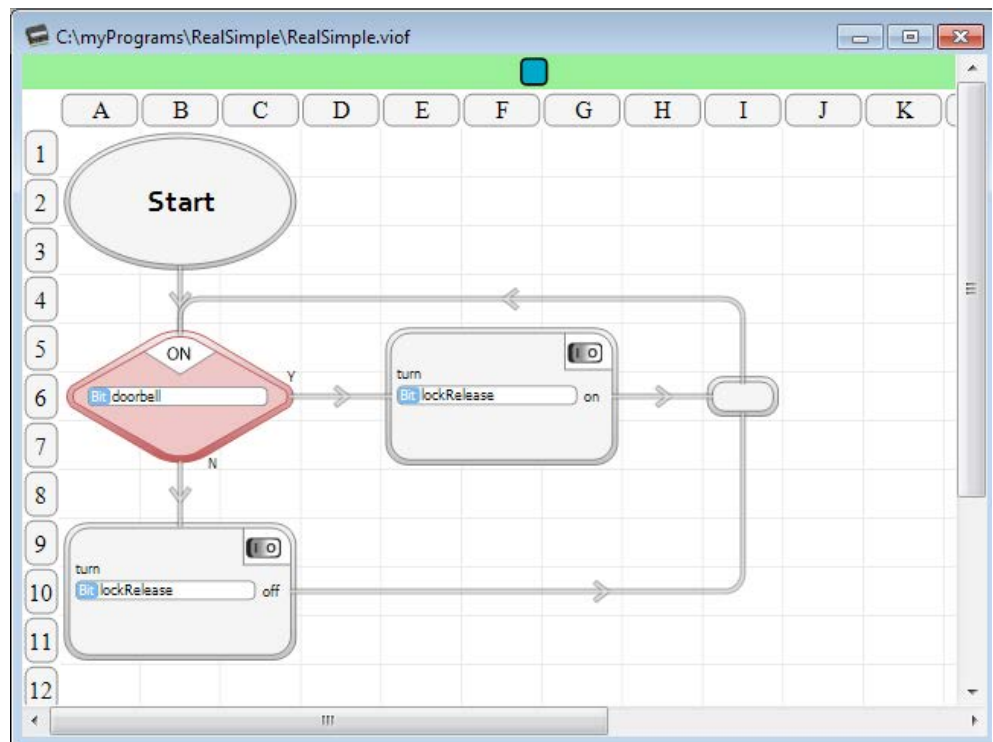 C:\myPrograms\RealSimple\RealSimple.viof
A B C D E F G H I J K
1
2
Start
3
4
5
ON
turn
Y
6
Bit doorbell
Bit lockRelease on
7
N
8
9
turn
10
Bit lockRelease off
11
12